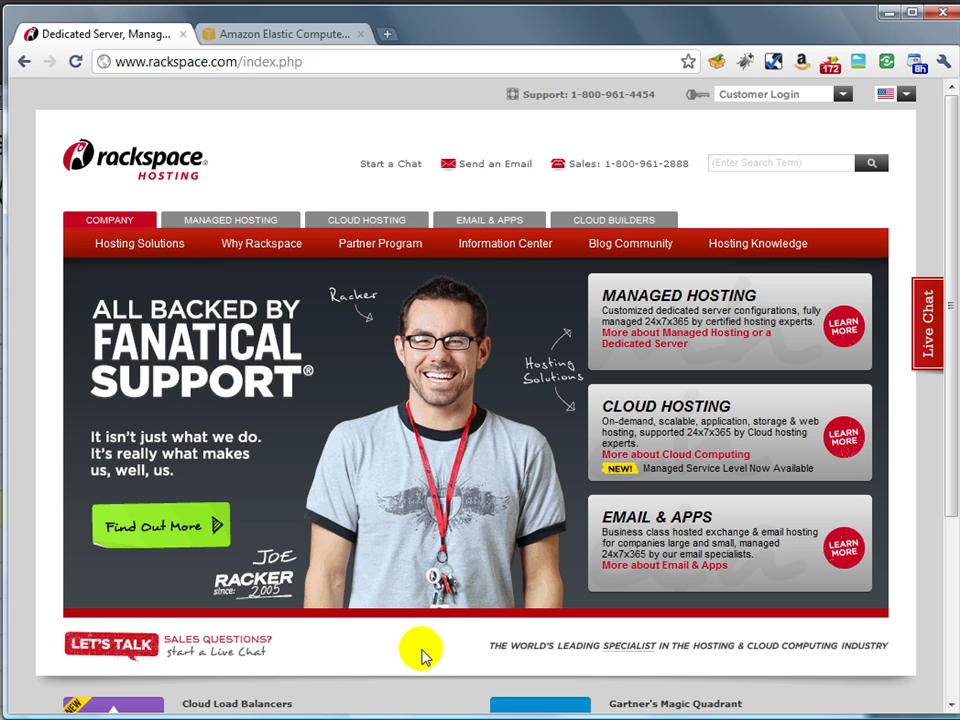 Dedicated Server, Manag...
Amazon Elastic Compute...
www.rackspace.com/index.php
172
8h
Support: 1-800-961-4454
Customer Login
rackspace
HOSTING
Start a Chat
Send an Email
Sales: 1-800-961-2888
(Enter Search Term)
COMPANY
MANAGED HOSTING
CLOUD HOSTING
EMAIL & APPS
CLOUD BUILDERS
Hosting Solutions
Why Rackspace
Partner Program
Information Center
Blog Community
Hosting Knowledge
ALL BACKED BY
FANATICAL
SUPPORT®
It isn't just what we do.
It's really what makes
us, well, us.
Find Out More
JOE
RACKER
since: 2005
Racker
Hosting
Solutions
MANAGED HOSTING
Customized dedicated server configurations, fully
managed 24x7x365 by certified hosting experts.
More about Managed Hosting or a
Dedicated Server
LEARN
MORE
CLOUD HOSTING
On-demand, scalable, application, storage & web
hosting, supported 24x7x365 by Cloud hosting
experts.
More about Cloud Computing
NEW! Managed Service Level Now Available
LEARN
MORE
EMAIL & APPS
Business class hosted exchange & email hosting
for companies large and small, managed
24x7x365 by our email specialists.
More about Email & Apps
LEARN
MORE
Live Chat
LET'S TALK
SALES QUESTIONS?
start a Live Chat
THE WORLD'S LEADING SPECIALIST IN THE HOSTING & CLOUD COMPUTING INDUSTRY
NEW
Cloud Load Balancers
Gartner's Magic Quadrant